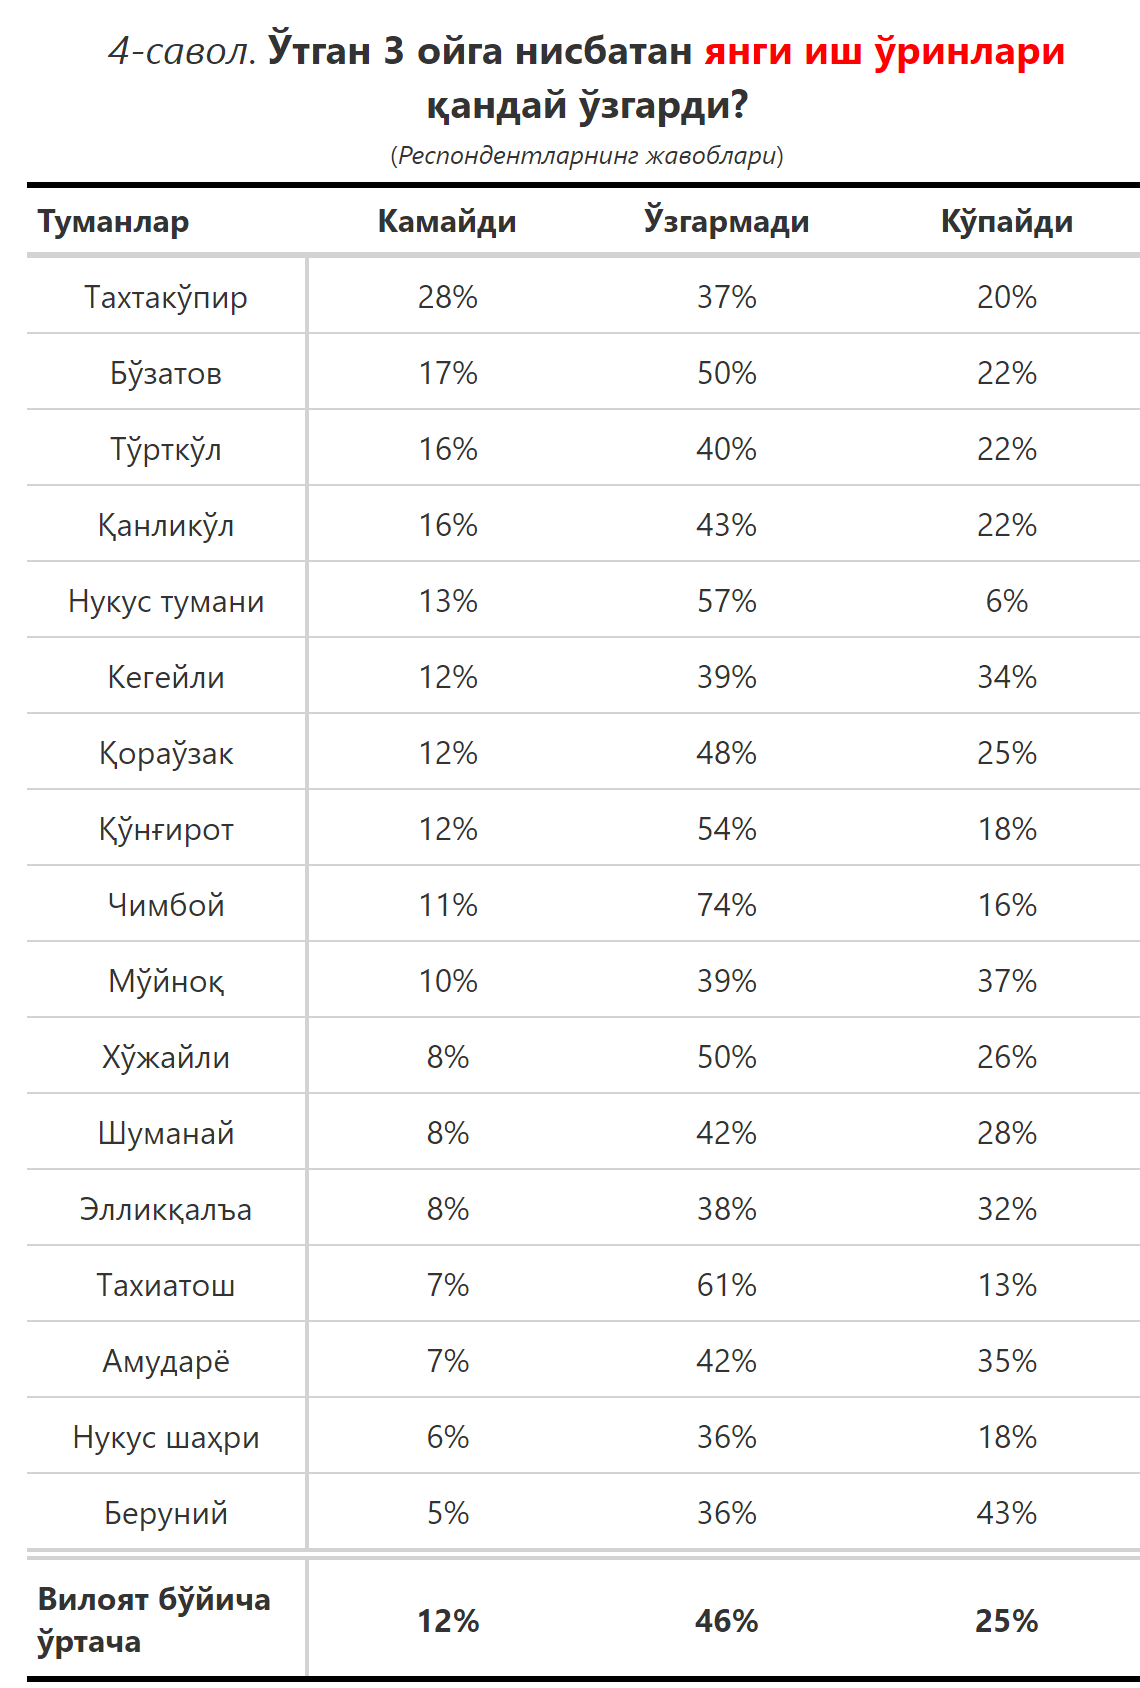 4-савол. Ўтган 3 ойга нисбатан янги иш ўринлари
қандай ўзгарди?
(Респондентларнинг жавоблари)
Туманлар Камайди Ўзгармади Кўпайди
Тахтакўпир 28% 37% 20%
Бўзатов 17% 50% 22%
Тўрткўл 16% 40% 22%
Қанликўл 16% 43% 22%
Нукус тумани 13% 57% 6%
Кегейли 12% 39% 34%
Қораўзак 12% 48% 25%
Қўнғирот 12% 54% 18%
Чимбой 11% 74% 16%
Мўйноқ 10% 39% 37%
Хўжайли 8% 50% 26%
Шуманай 8% 42% 28%
Элликқалъа 8% 38% 32%
Тахиатош 7% 61% 13%
Амударё 7% 42% 35%
Нукус шаҳри 6% 36% 18%
Беруний 5% 36% 43%
Вилоят бўйича
ўртача 12% 46% 25%